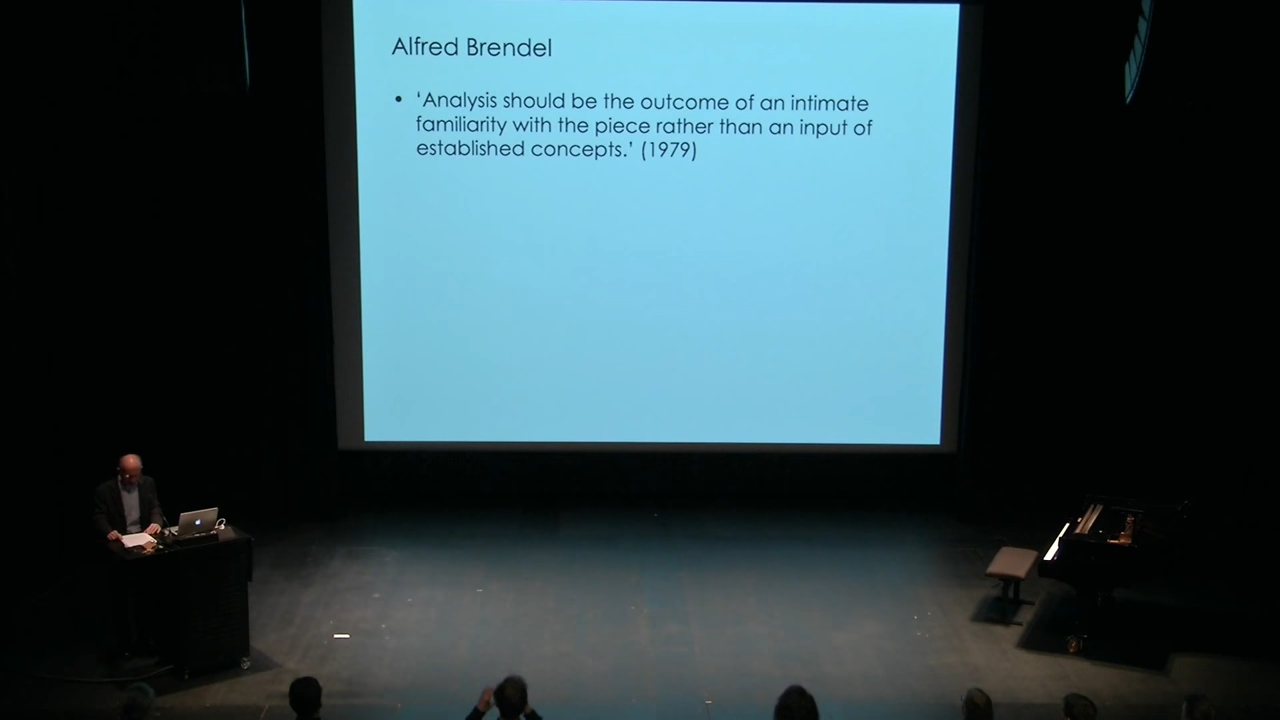 Alfred Brendel
• ‘Analysis should be the outcome of an intimate
familiarity with the piece rather than an input of
established concepts.’ (1979)